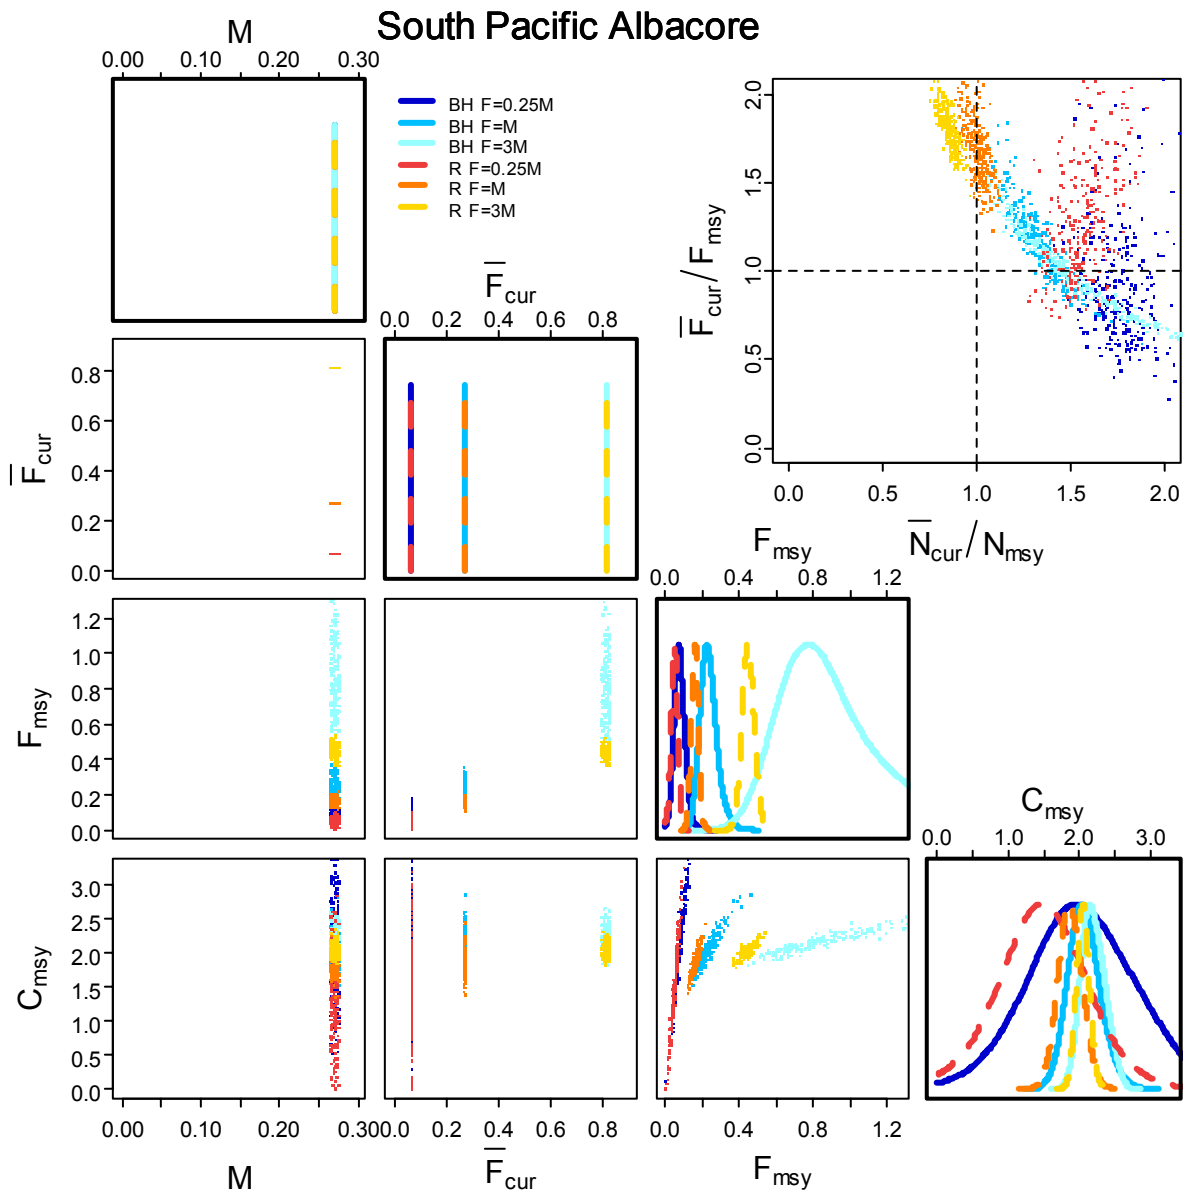 South Pacific Albacore
M
0.00 0.10 0.20 0.30
BH F=0.25M
BH F=M
BH F=3M
R F=0.25M
R F=M
R F=3M
F̅cur
0.0 0.2 0.4 0.6 0.8
2.0
1.5
1.0
0.5
0.0
F̅cur / Fmsy
0.0 0.5 1.0 1.5 2.0
N̅cur / Nmsy
0.8
0.6
0.4
0.2
0.0
F̅cur
Fmsy
0.0 0.4 0.8 1.2
1.2
1.0
0.8
0.6
0.4
0.2
0.0
Fmsy
Cmsy
0.0 1.0 2.0 3.0
3.0
2.5
2.0
1.5
1.0
0.5
0.0
Cmsy
0.00 0.10 0.20 0.30
0.0 0.2 0.4 0.6 0.8
0.0 0.4 0.8 1.2
M
F̅cur
Fmsy